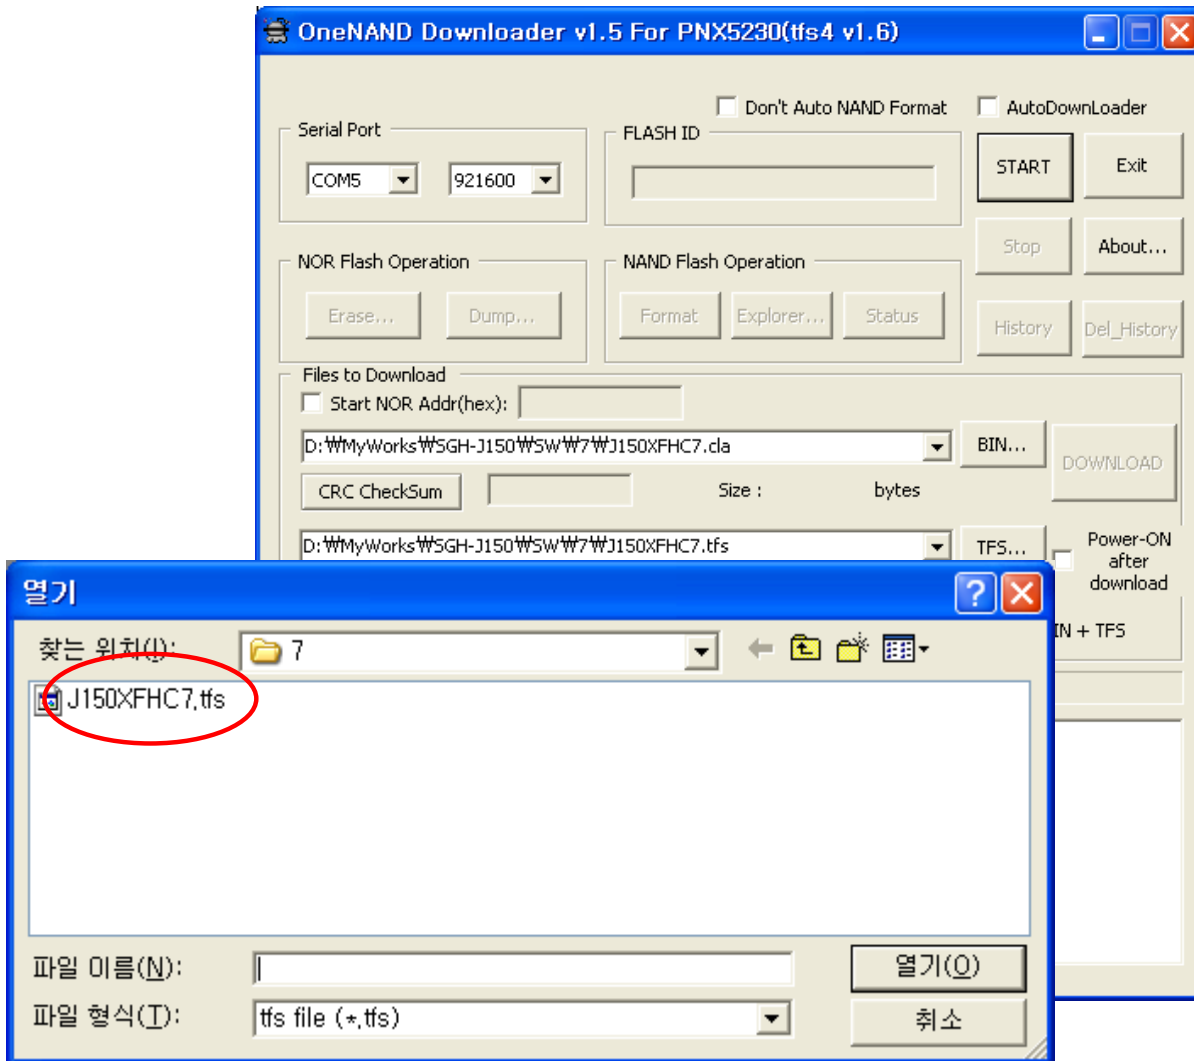 OneNAND Downloader v1.5 For PNX5230(tfs4 v1.6)
Don't Auto NAND Format
AutoDownLoader
Serial Port
FLASH ID
COM5
921600
START
Exit
Stop
About...
NOR Flash Operation
NAND Flash Operation
Erase...
Dump...
Format
Explorer...
Status
History
Del_History
Files to Download
Start NOR Addr(hex):
D:₩MyWorks₩SGH-J150₩SW₩7₩J150XFHC7.cla
BIN...
DOWNLOAD
CRC CheckSum
Size :
bytes
D:₩MyWorks₩SGH-J150₩SW₩7₩J150XFHC7.tfs
TFS...
Power-ON
after
download
+ TFS
열기
찾는 위치(I):
7
J150XFHC7.tfs
파일 이름(N):
열기(O)
파일 형식(T):
tfs file (*.tfs)
취소